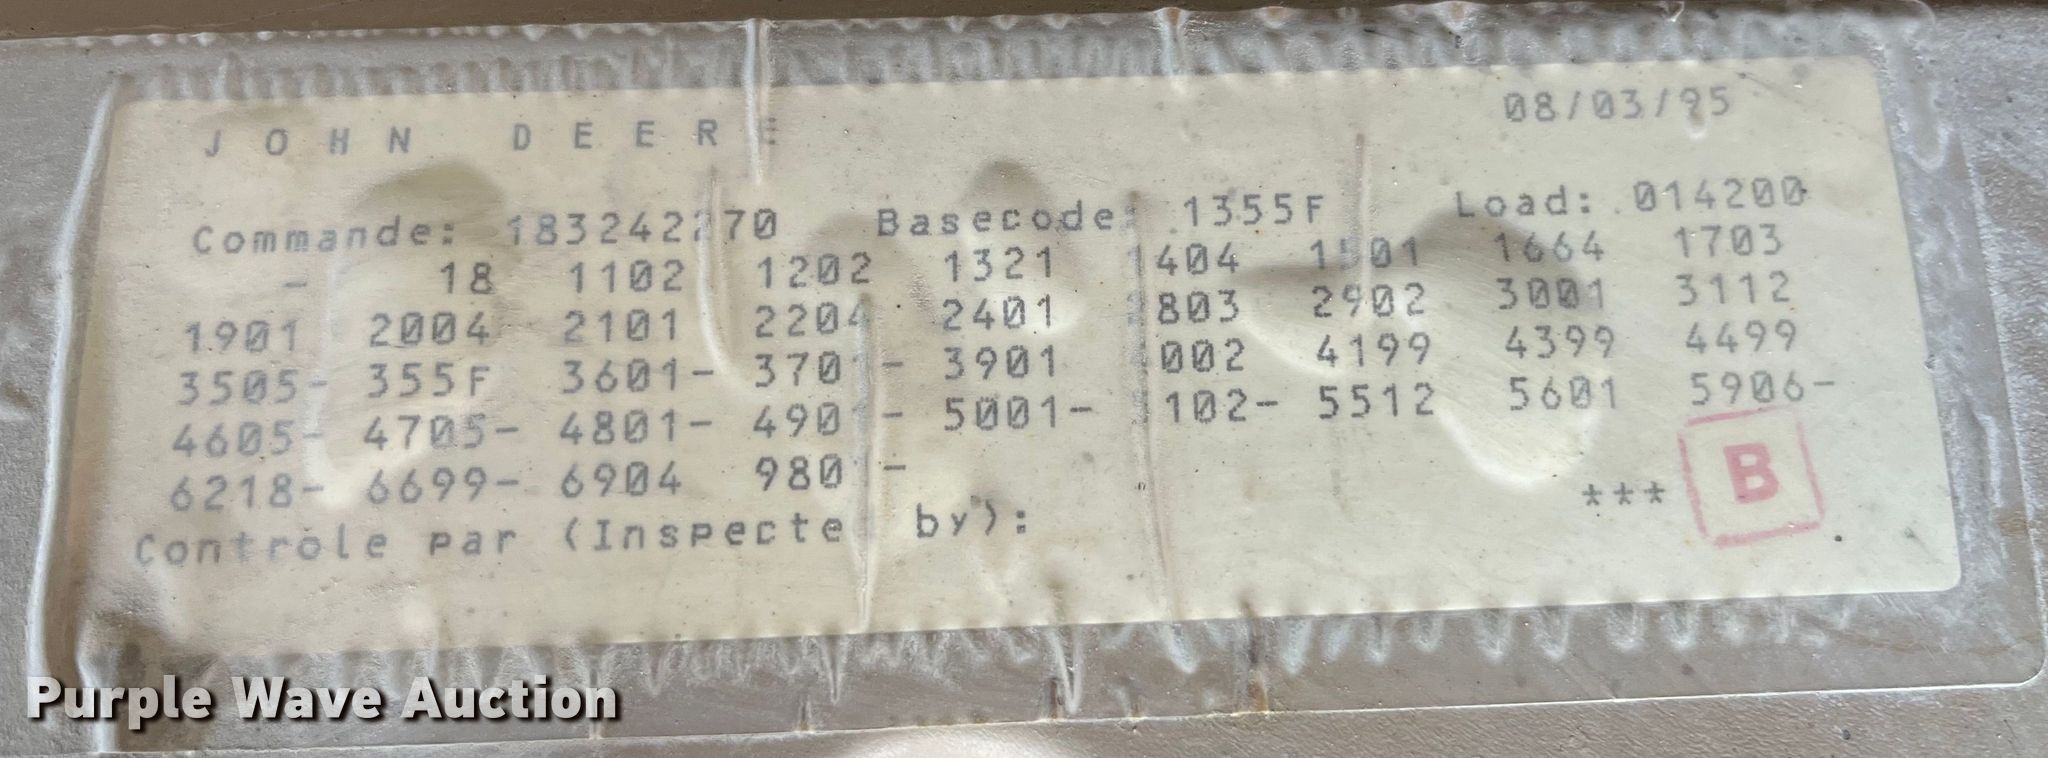 JOHN DEERE
08/03/95
Commande: Basecode: 1355F Load: 014200
- 18 1102 1202 1321 1664 1703
1901 2004 2101 2204 2401 2902 3001 3112
3505- 355F 3601- 3901 4199 4399 4499
4605- 4705- 4801- 5001- 5512 5601 5906-
6218- 6699- 6904
*** B
Contrôle par (Inspecte by):
Purple Wave Auction